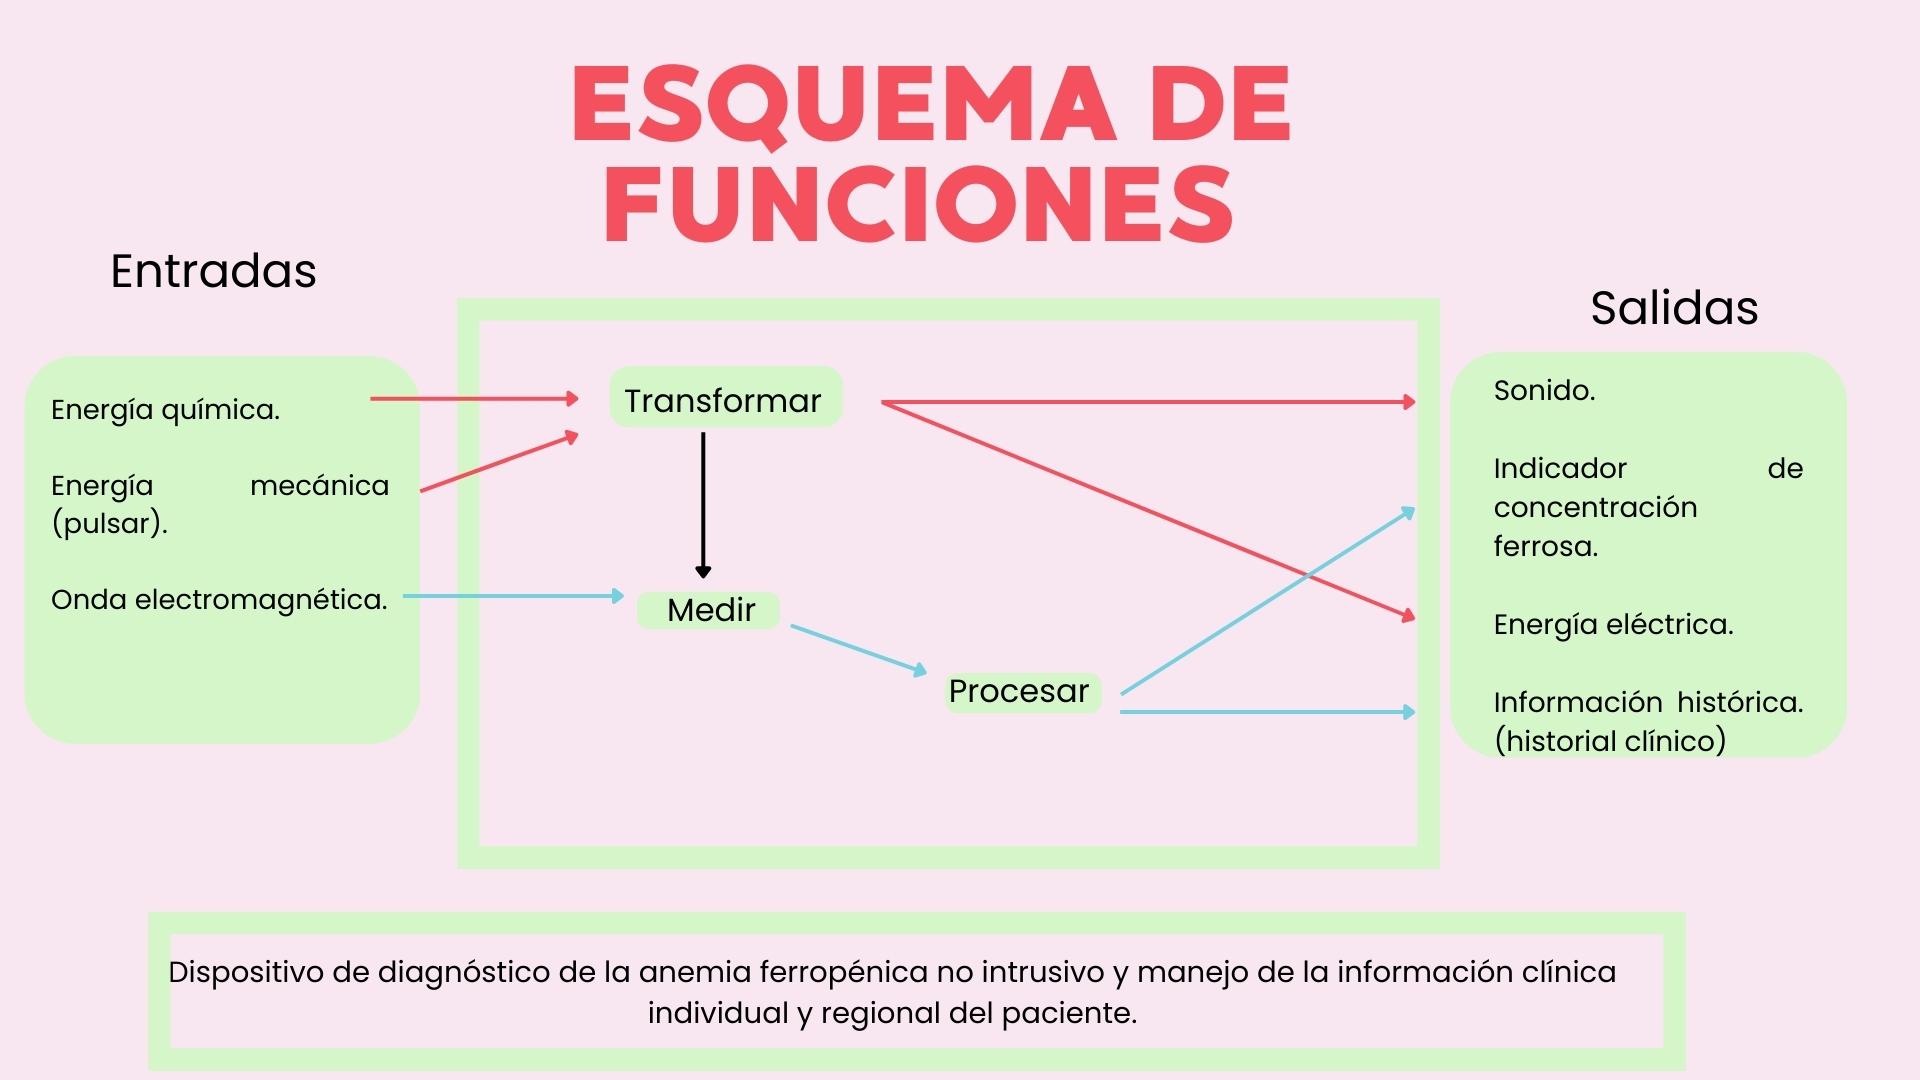 ESQUEMA DE
FUNCIONES
Entradas
Energía química.
Energía mecánica
(pulsar).
Onda electromagnética.
Transformar
Medir
Procesar
Salidas
Sonido.
Indicador de
concentración
ferrosa.
Energía eléctrica.
Información histórica.
(historial clínico)
Dispositivo de diagnóstico de la anemia ferropénica no intrusivo y manejo de la información clínica
individual y regional del paciente.